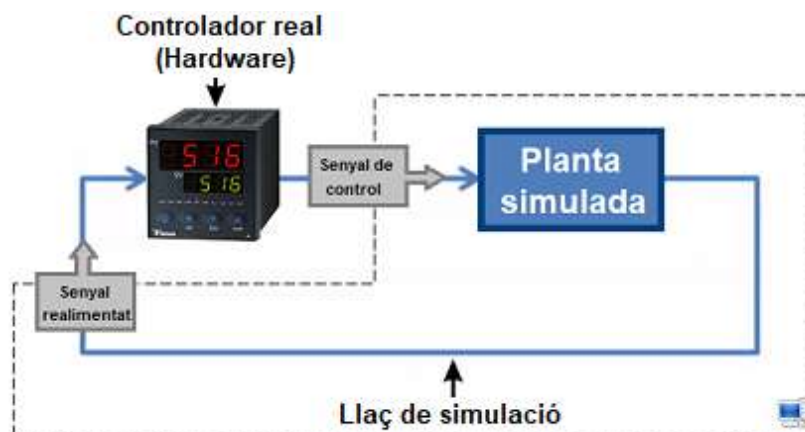 Controlador real
(Hardware)
516
516
Senyal de
control
Planta
simulada
Senyal
realimentat
Llaç de simulació